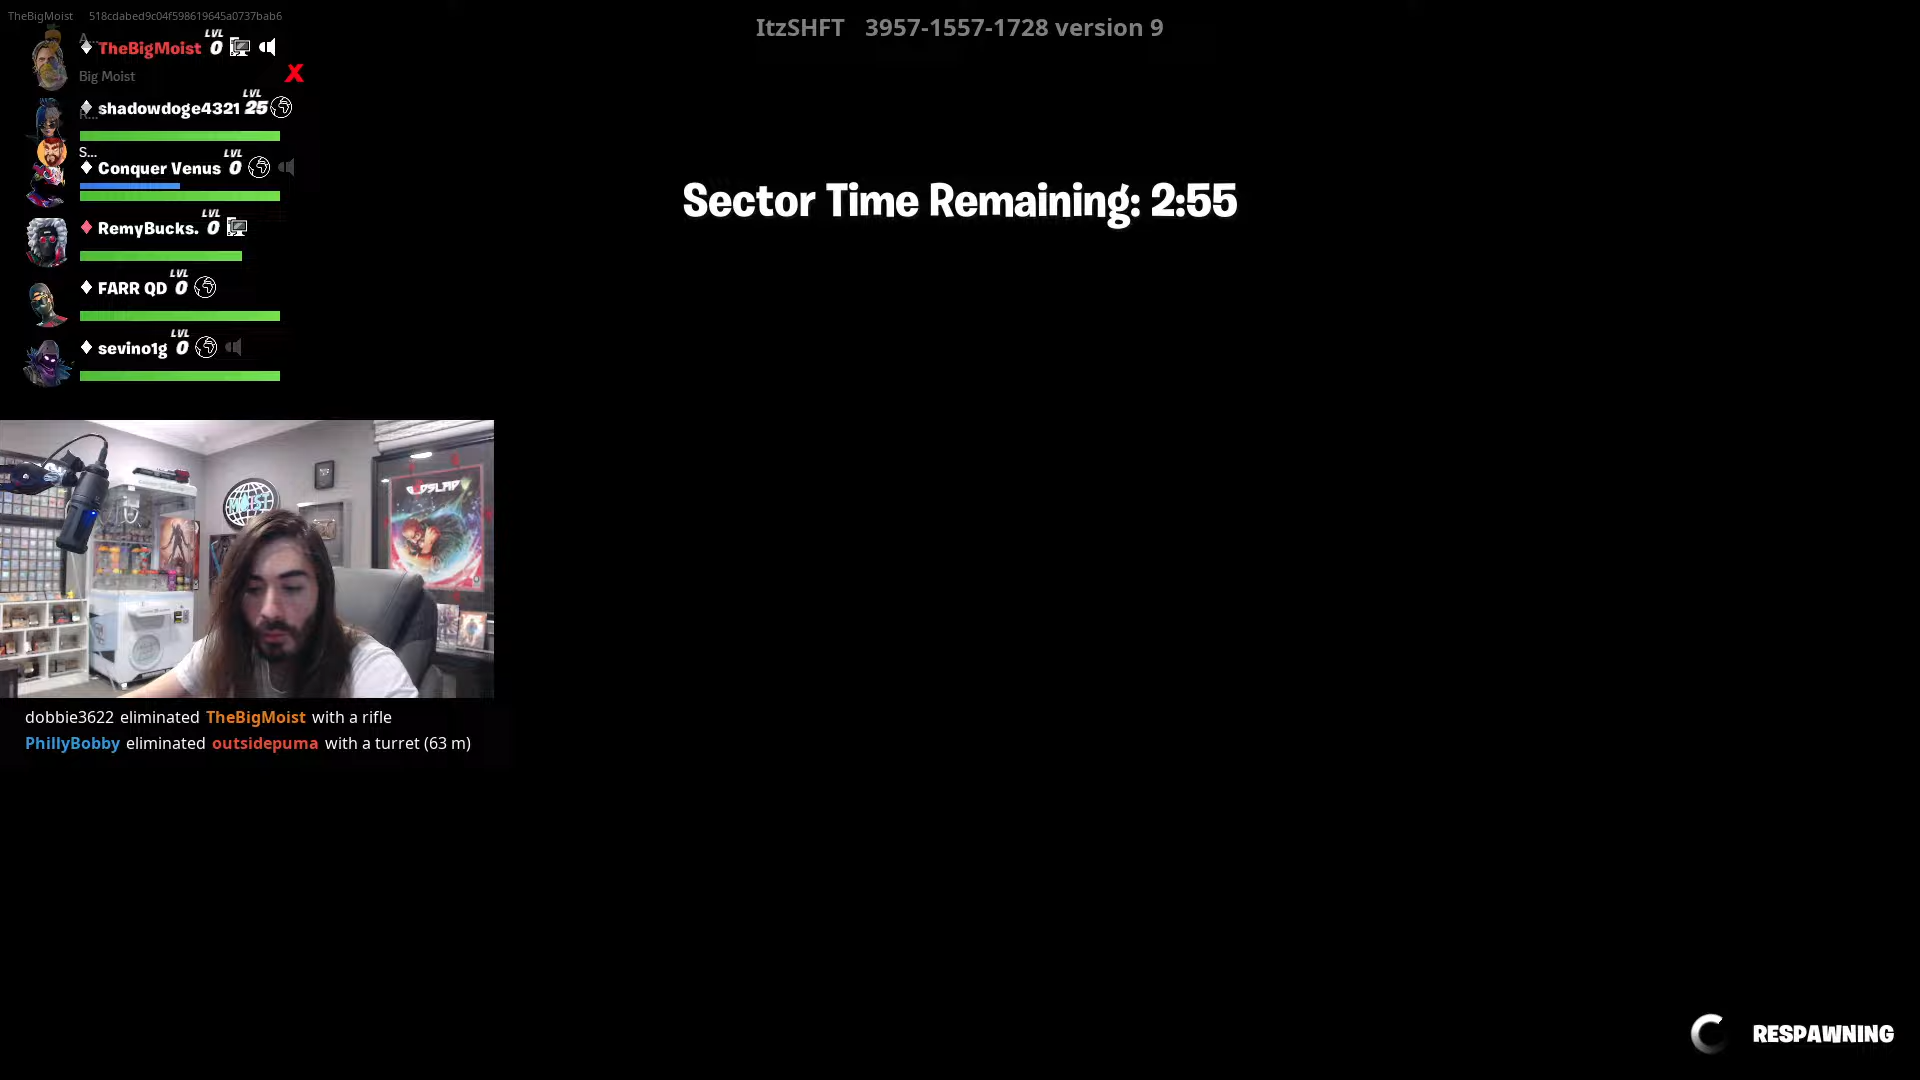 TheBigMoist 518cdabed9c04f598619645a0737bab6
ItzSHFT 3957-1557-1728 version 9
A...
TheBigMoist LVL 0
Big Moist
X
shadowdoge4321 LVL 25
R...
S...
Conquer Venus LVL 0
RemyBucks. LVL 0
FARR QD LVL 0
sevino1g LVL 0
Sector Time Remaining: 2:55
MOIST
GODSLAP
dobbie3622 eliminated TheBigMoist with a rifle
PhillyBobby eliminated outsidepuma with a turret (63 m)
RESPAWNING